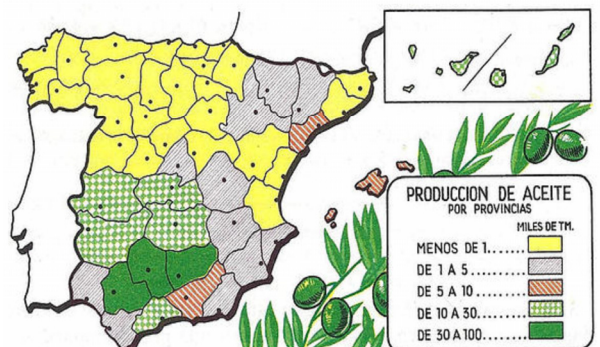 PRODUCCION DE ACEITE
POR PROVINCIAS
MILES DE TM.
MENOS DE 1......
DE 1 A 5 .........
DE 5 A 10 ........
DE 10 A 30........
DE 30 A 100......